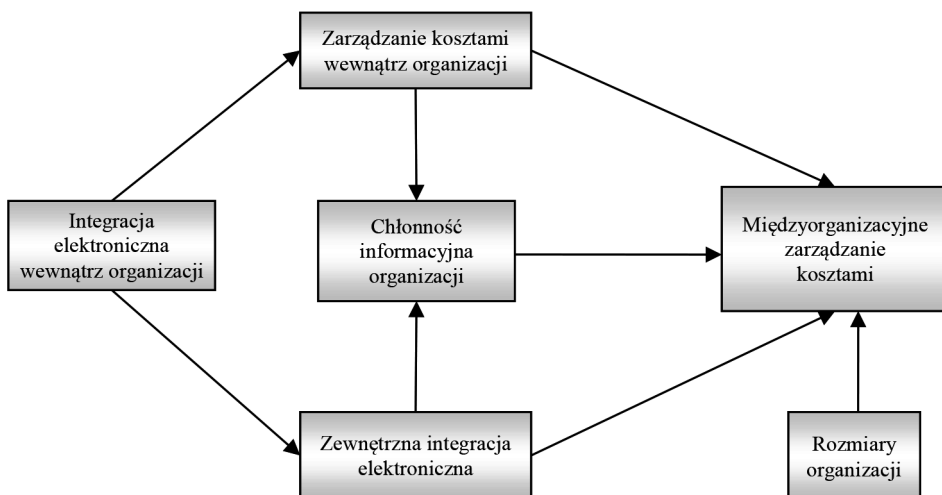 Zarządzanie kosztami
wewnątrz organizacji
Integracja
elektroniczna
wewnątrz organizacji
Chłonność
informacyjna
organizacji
Międzyorganizacyjne
zarządzanie
kosztami
Zewnętrzna integracja
elektroniczna
Rozmiary
organizacji